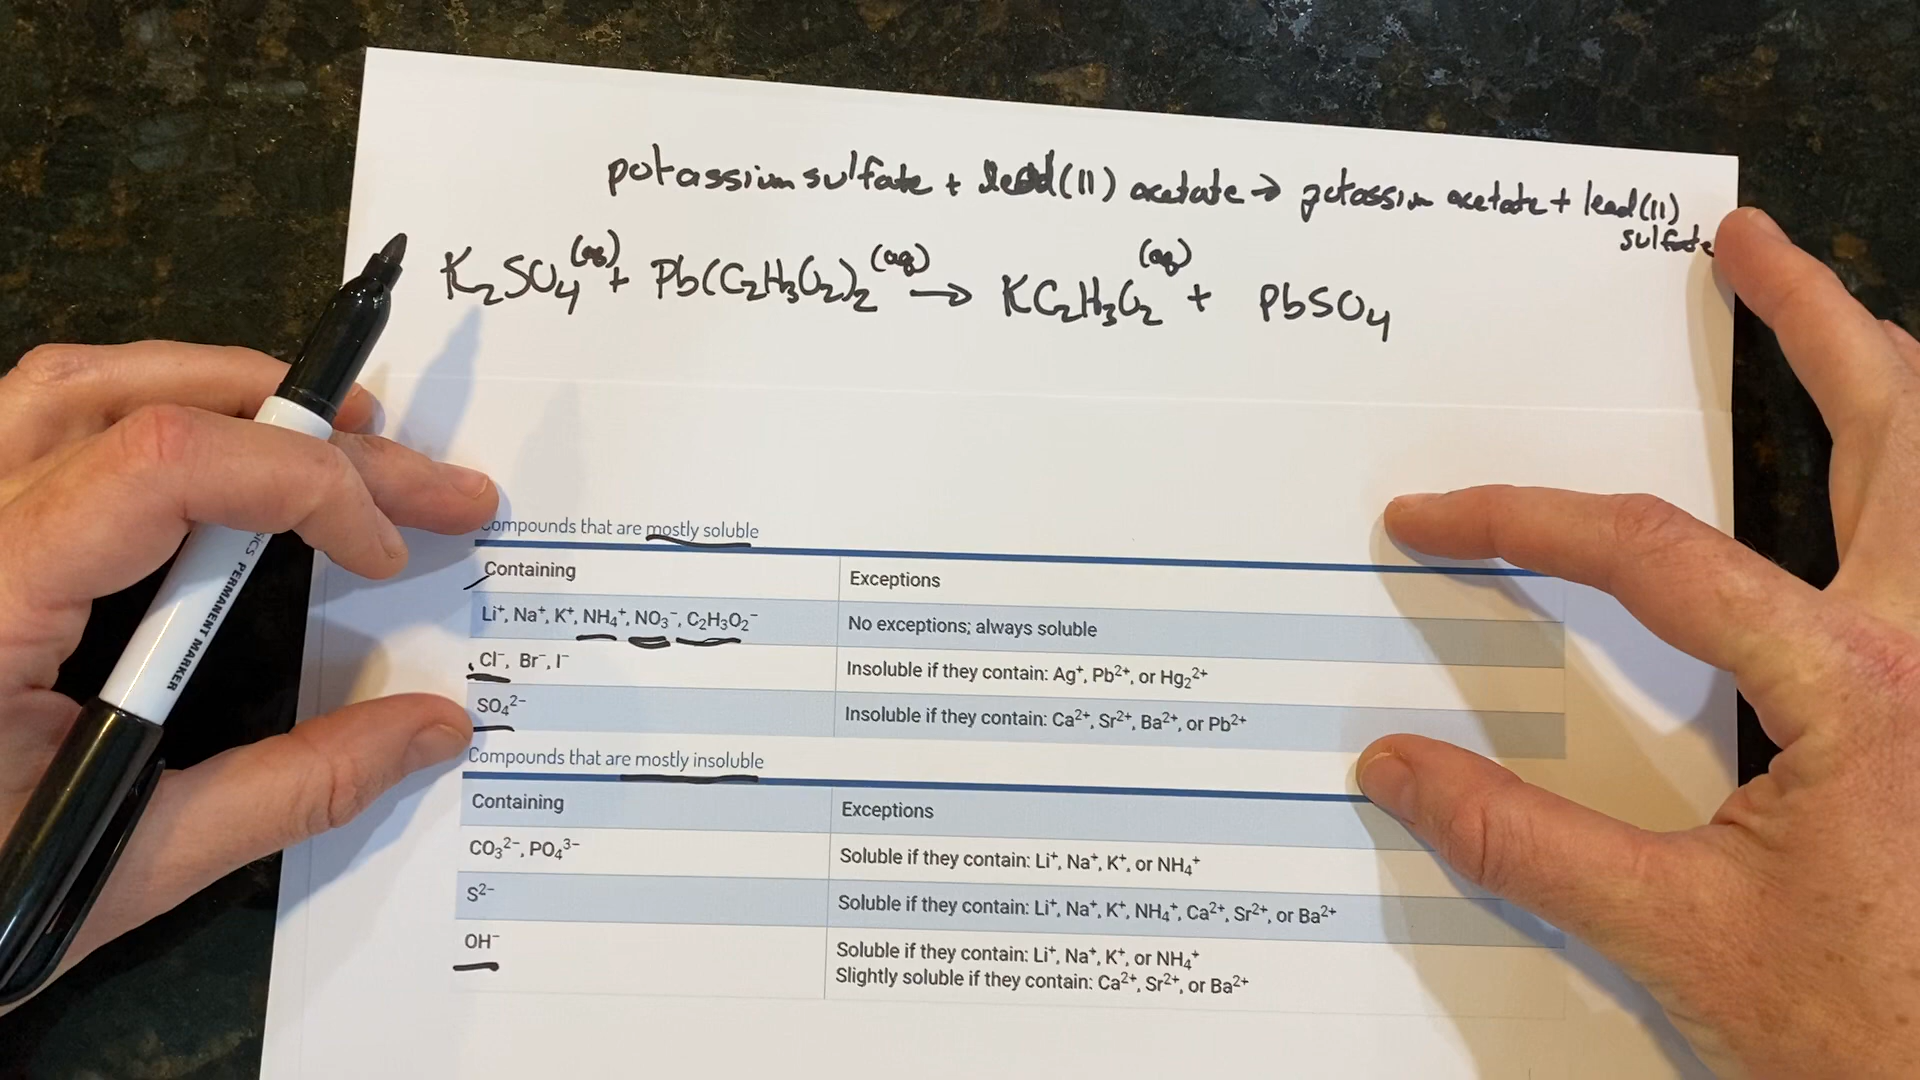 potassium sulfate + lead(II) acetate → potassium acetate + lead(II)
sulfate
K₂SO₄(aq) + Pb(C₂H₃O₂)₂(aq) → KC₂H₃O₂(aq) + PbSO₄
Compounds that are mostly soluble
Containing Exceptions
Li⁺, Na⁺, K⁺, NH₄⁺, NO₃⁻, C₂H₃O₂⁻ No exceptions; always soluble
Cl⁻, Br⁻, I⁻ Insoluble if they contain: Ag⁺, Pb²⁺, or Hg₂²⁺
SO₄²⁻ Insoluble if they contain: Ca²⁺, Sr²⁺, Ba²⁺, or Pb²⁺
Compounds that are mostly insoluble
Containing Exceptions
CO₃²⁻, PO₄³⁻ Soluble if they contain: Li⁺, Na⁺, K⁺, or NH₄⁺
S²⁻ Soluble if they contain: Li⁺, Na⁺, K⁺, NH₄⁺, Ca²⁺, Sr²⁺, or Ba²⁺
OH⁻ Soluble if they contain: Li⁺, Na⁺, K⁺, or NH₄⁺
Slightly soluble if they contain: Ca²⁺, Sr²⁺, or Ba²⁺
PERMANENT MARKER